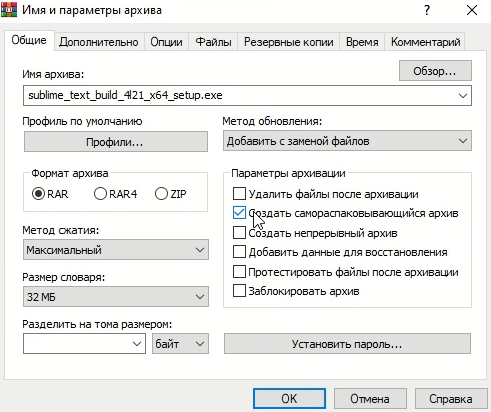 Имя и параметры архива
Общие Дополнительно Опции Файлы Резервные копии Время Комментарий
Имя архива:
Обзор...
sublime_text_build_4121_x64_setup.exe
Профиль по умолчанию
Метод обновления:
Профили...
Добавить с заменой файлов
Формат архива
Параметры архивации
RAR RAR4 ZIP
Удалить файлы после архивации
Создать самораспаковывающийся архив
Метод сжатия:
Создать непрерывный архив
Максимальный
Добавить данные для восстановления
Размер словаря:
Протестировать файлы после архивации
32 МБ
Заблокировать архив
Разделить на тома размером:
байт
Установить пароль...
ОК
Отмена
Справка